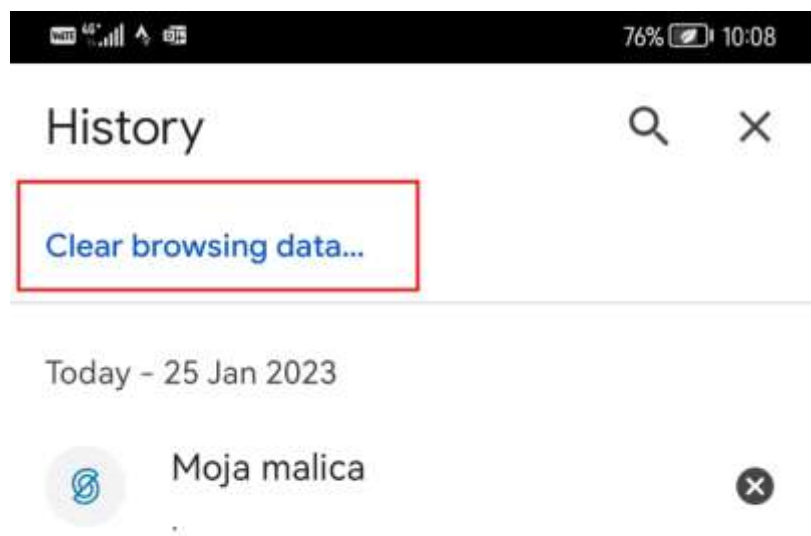 76% 10:08
History
Clear browsing data...
Today - 25 Jan 2023
Moja malica
.